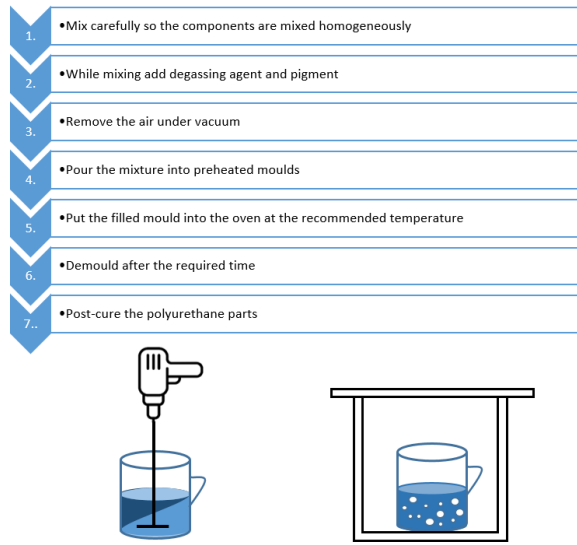 1. •Mix carefully so the components are mixed homogeneously
2. •While mixing add degassing agent and pigment
3. •Remove the air under vacuum
4. •Pour the mixture into preheated moulds
5. •Put the filled mould into the oven at the recommended temperature
6. •Demould after the required time
7.. •Post-cure the polyurethane parts